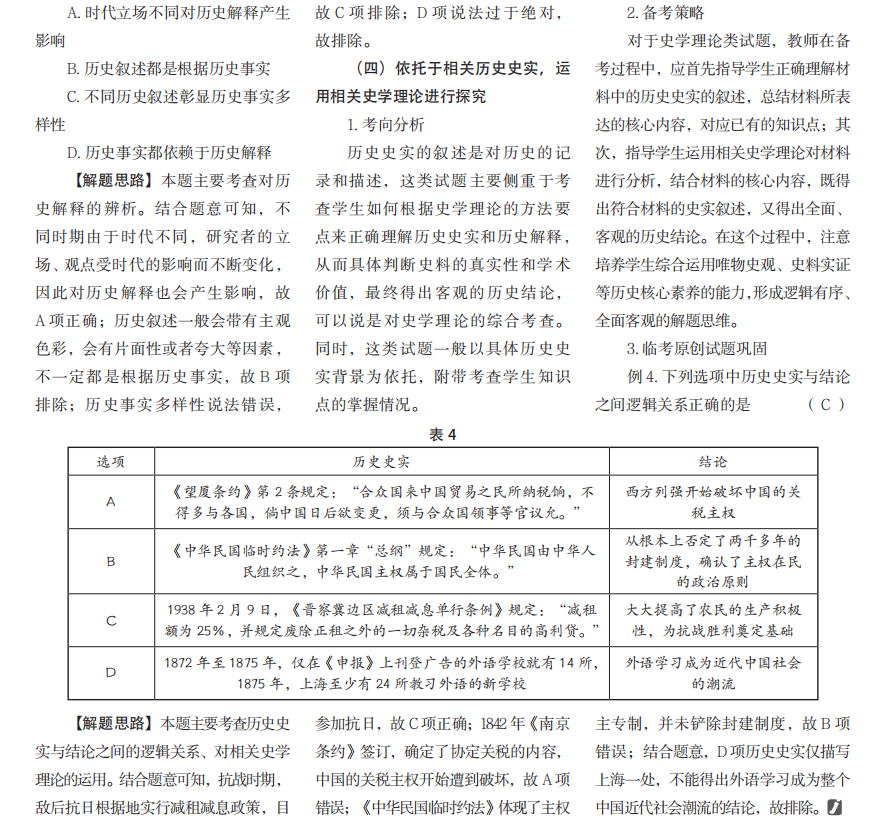 A. 时代立场不同对历史解释产生
影响
B. 历史叙述都是根据历史事实
C. 不同历史叙述彰显历史事实多
样性
D. 历史事实都依赖于历史解释
【解题思路】本题主要考查对历
史解释的辨析。结合题意可知，不
同时期由于时代不同，研究者的立
场、观点受时代的影响而不断变化，
因此对历史解释也会产生影响，故
A 项正确；历史叙述一般会带有主观
色彩，会有片面性或者夸大等因素，
不一定都是根据历史事实，故 B 项
排除；历史事实多样性说法错误，
故 C 项排除；D 项说法过于绝对，
故排除。
（四）依托于相关历史史实，运
用相关史学理论进行探究
1. 考向分析
历史史实的叙述是对历史的记
录和描述，这类试题主要侧重于考
查学生如何根据史学理论的方法要
点来正确理解历史史实和历史解释，
从而具体判断史料的真实性和学术
价值，最终得出客观的历史结论，
可以说是对史学理论的综合考查。
同时，这类试题一般以具体历史史
实背景为依托，附带考查学生知识
点的掌握情况。
2. 备考策略
对于史学理论类试题，教师在备
考过程中，应首先指导学生正确理解材
料中的历史史实的叙述，总结材料所表
达的核心内容，对应已有的知识点；其
次，指导学生运用相关史学理论对材料
进行分析，结合材料的核心内容，既得
出符合材料的史实叙述，又得出全面、
客观的历史结论。在这个过程中，注意
培养学生综合运用唯物史观、史料实证
等历史核心素养的能力，形成逻辑有序、
全面客观的解题思维。
3. 临考原创试题巩固
例 4. 下列选项中历史史实与结论
之间逻辑关系正确的是 （ C ）
表 4
选项 历史史实 结论
A 《望厦条约》第 2 条规定：“合众国来中国贸易之民所纳税饷，不
得多与各国，倘中国日后欲变更，须与合众国领事等官议允。” 西方列强开始破坏中国的关
税主权
B 《中华民国临时约法》第一章“总纲”规定：“中华民国由中华人
民组织之，中华民国主权属于国民全体。” 从根本上否定了两千多年的
封建制度，确认了主权在民
的政治原则
C 1938 年 2 月 9 日，《晋察冀边区减租减息单行条例》规定：“减租
额为 25%，并规定废除正租之外的一切杂税及各种名目的高利贷。” 大大提高了农民的生产积极
性，为抗战胜利奠定基础
D 1872 年至 1875 年，仅在《申报》上刊登广告的外语学校就有 14 所，
1875 年，上海至少有 24 所教习外语的新学校 外语学习成为近代中国社会
的潮流
【解题思路】本题主要考查历史史
实与结论之间的逻辑关系、对相关史学
理论的运用。结合题意可知，抗战时期，
敌后抗日根据地实行减租减息政策，目
参加抗日，故 C 项正确；1842 年《南京
条约》签订，确定了协定关税的内容，
中国的关税主权开始遭到破坏，故 A 项
错误；《中华民国临时约法》体现了主权
主专制，并未铲除封建制度，故 B 项
错误；结合题意，D 项历史史实仅描写
上海一处，不能得出外语学习成为整个
中国近代社会潮流的结论，故排除。